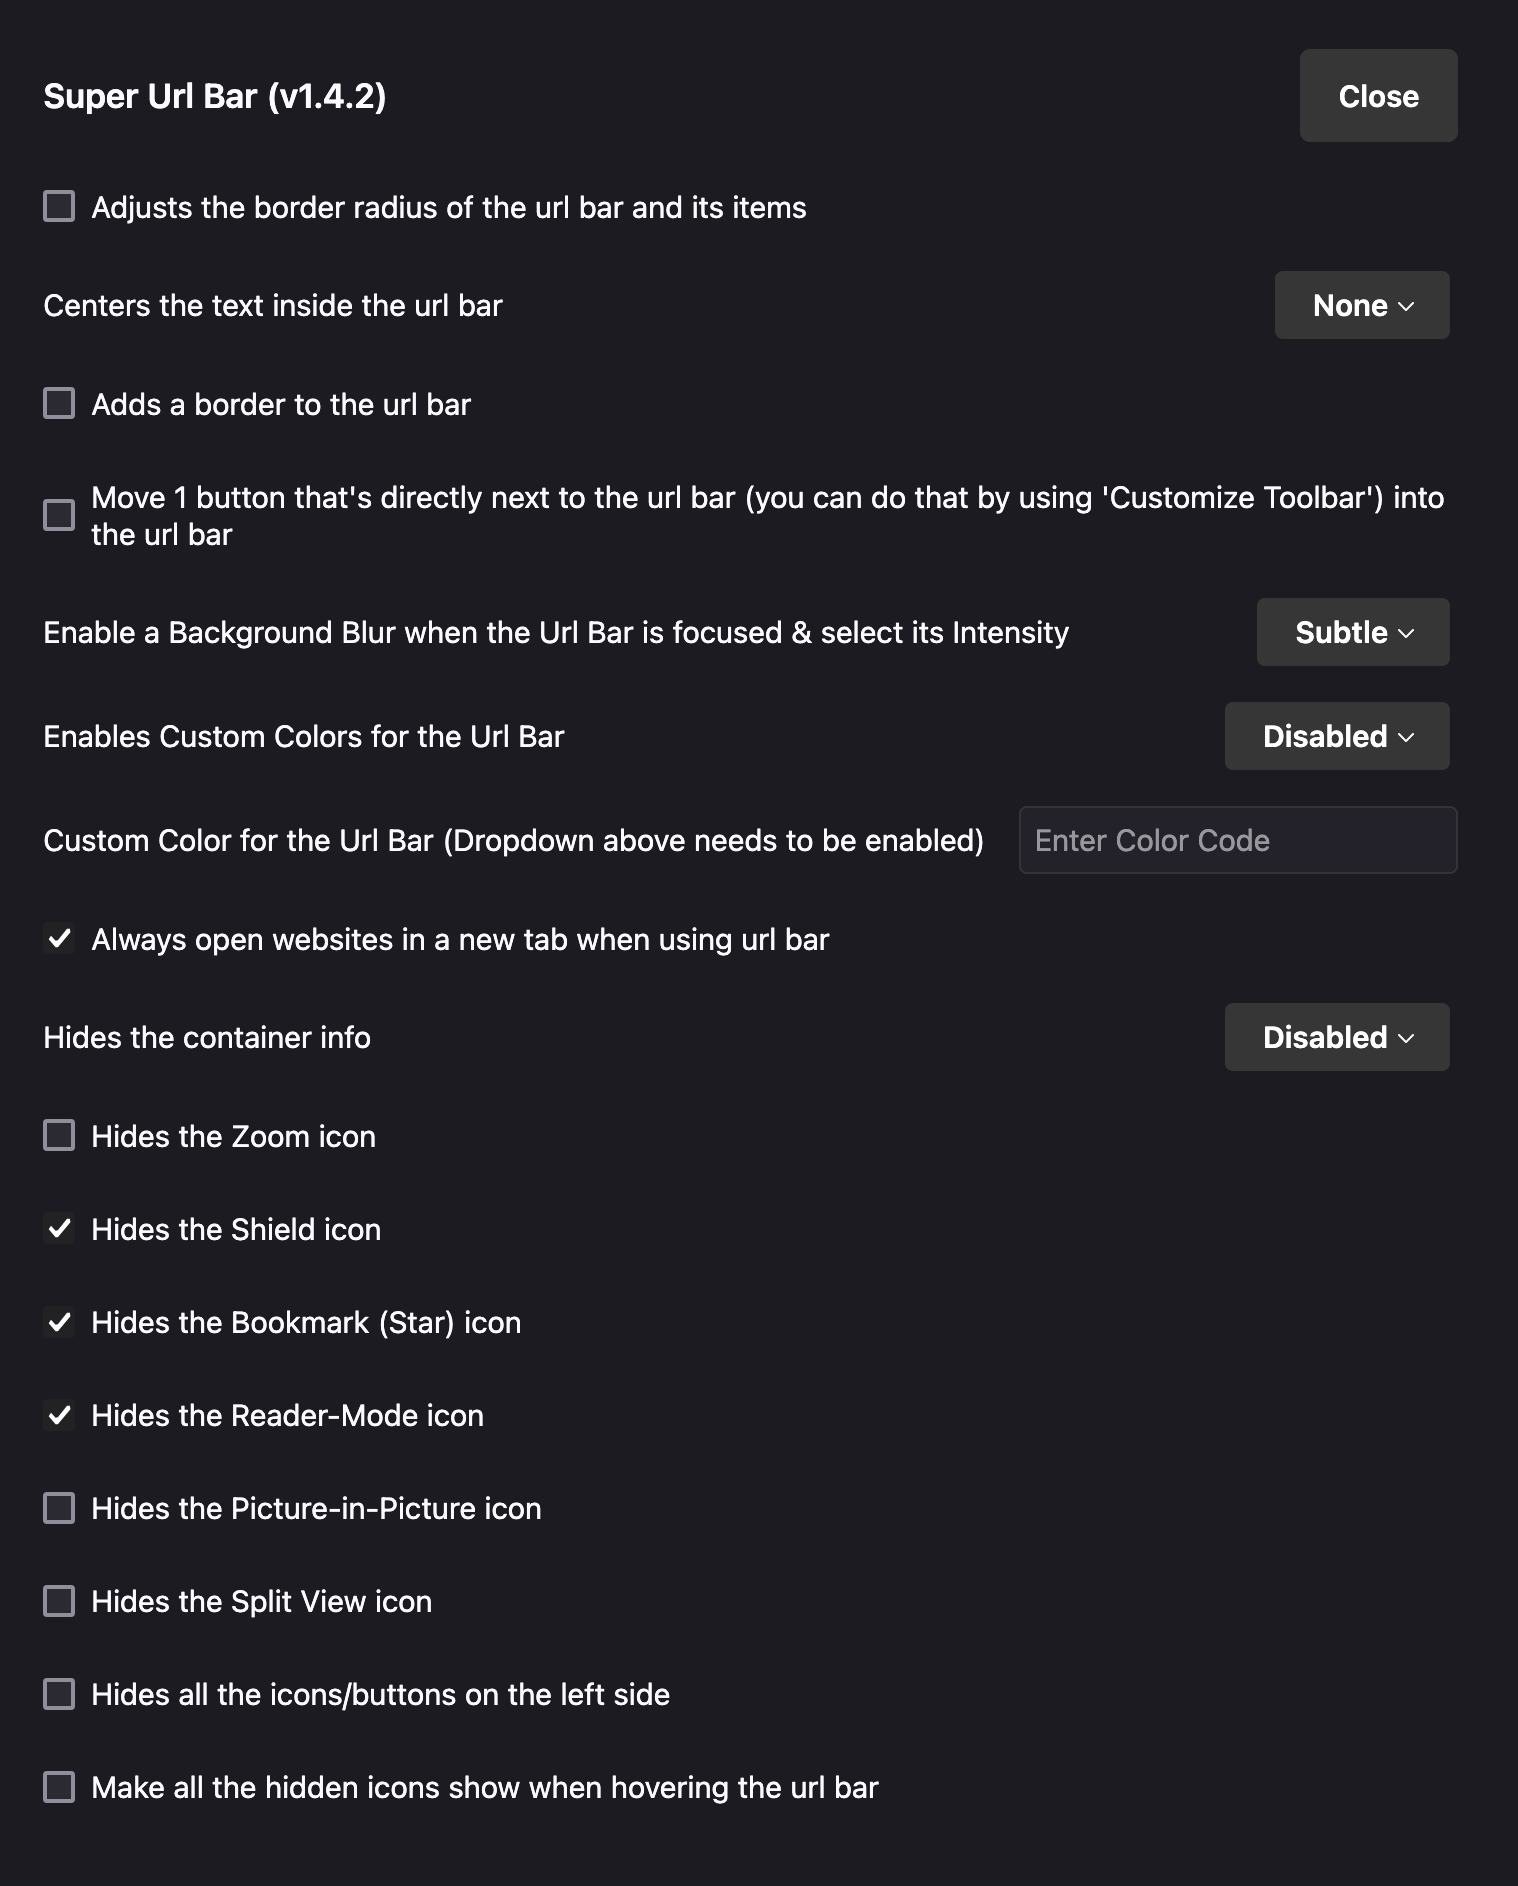 Super Url Bar (v1.4.2)
Close
Adjusts the border radius of the url bar and its items
Centers the text inside the url bar
None
Adds a border to the url bar
Move 1 button that's directly next to the url bar (you can do that by using 'Customize Toolbar') into
the url bar
Enable a Background Blur when the Url Bar is focused & select its Intensity
Subtle
Enables Custom Colors for the Url Bar
Disabled
Custom Color for the Url Bar (Dropdown above needs to be enabled)
Enter Color Code
Always open websites in a new tab when using url bar
Hides the container info
Disabled
Hides the Zoom icon
Hides the Shield icon
Hides the Bookmark (Star) icon
Hides the Reader-Mode icon
Hides the Picture-in-Picture icon
Hides the Split View icon
Hides all the icons/buttons on the left side
Make all the hidden icons show when hovering the url bar